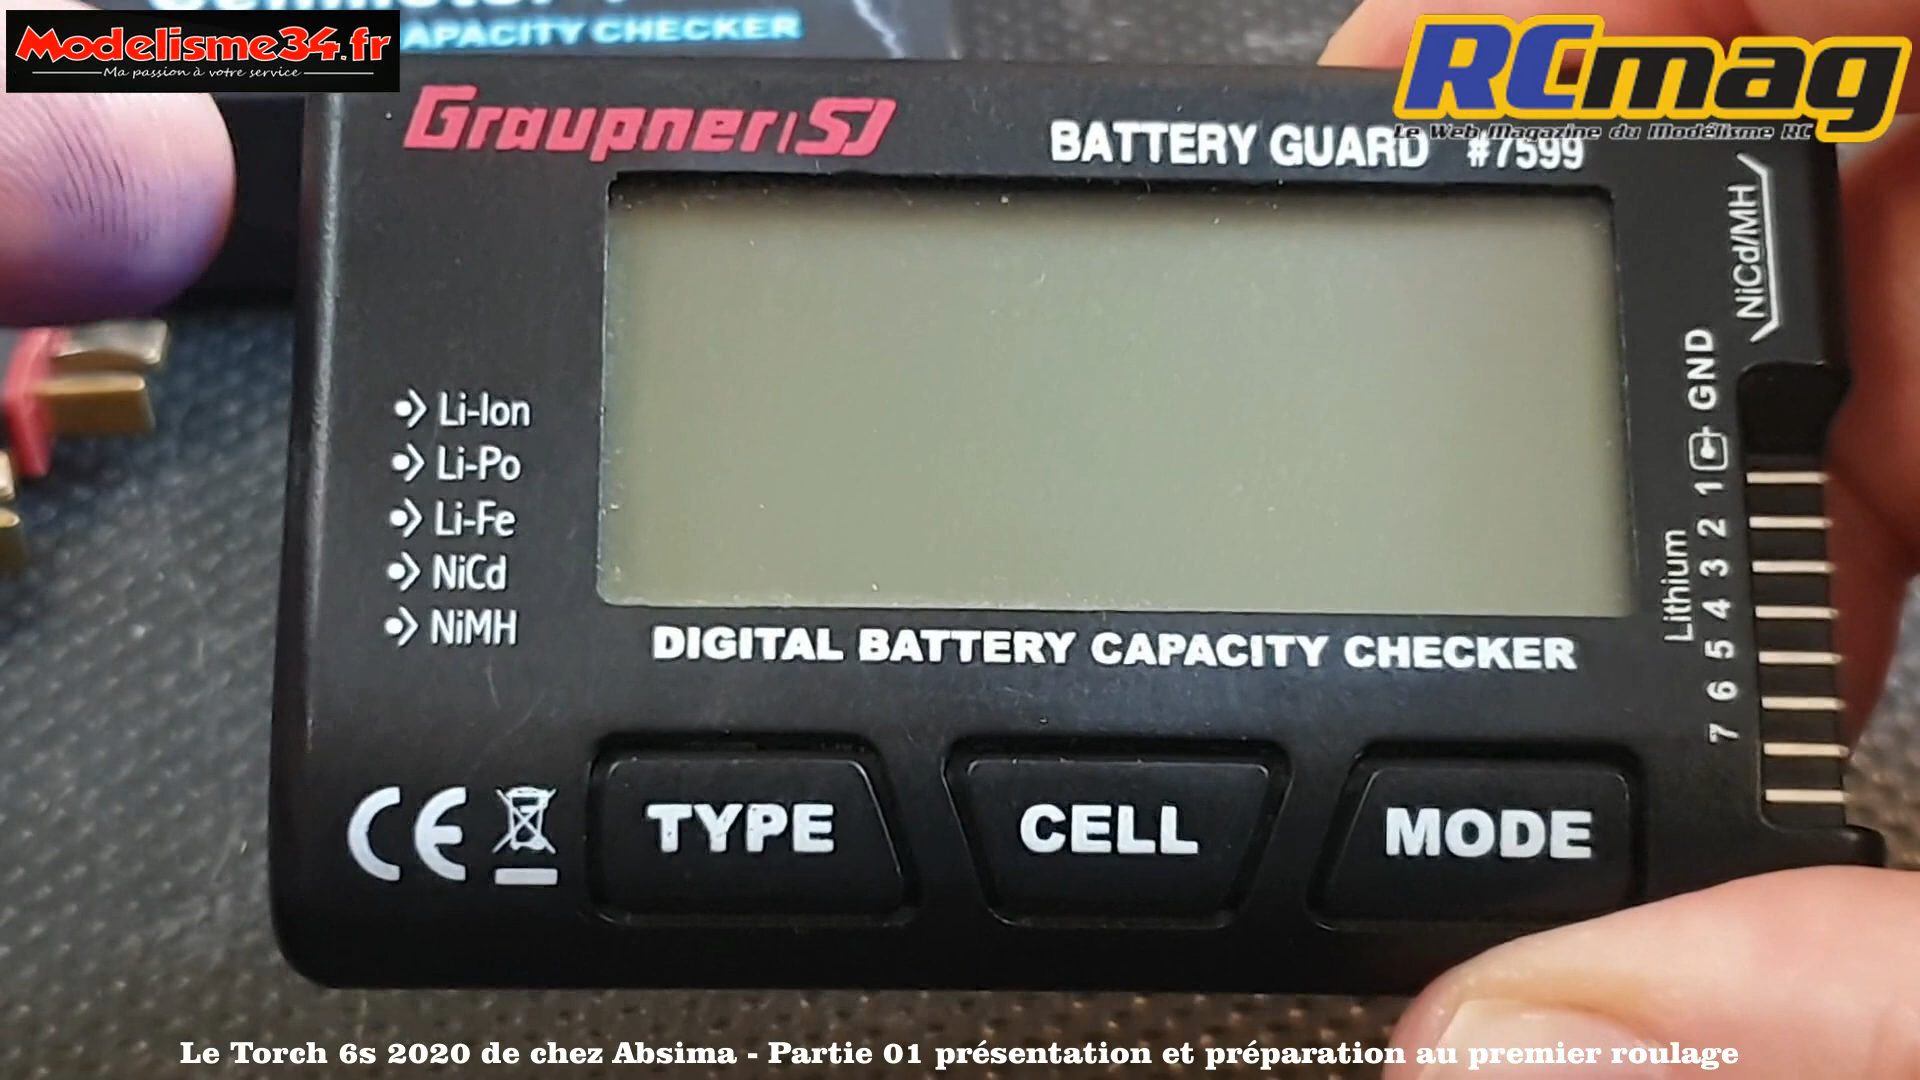 APACITY CHECKER
Modelisme34.fr
Ma passion à votre service
RCmag
Le Web Magazine du Modélisme RC
Graupner SJ
BATTERY GUARD #7599
NiCd/MH
GND
Lithium
1 2 3 4 5 6 7
Li-Ion
Li-Po
Li-Fe
NiCd
NiMH
DIGITAL BATTERY CAPACITY CHECKER
CE
TYPE
CELL
MODE
Le Torch 6s 2020 de chez Absima - Partie 01 présentation et préparation au premier roulage